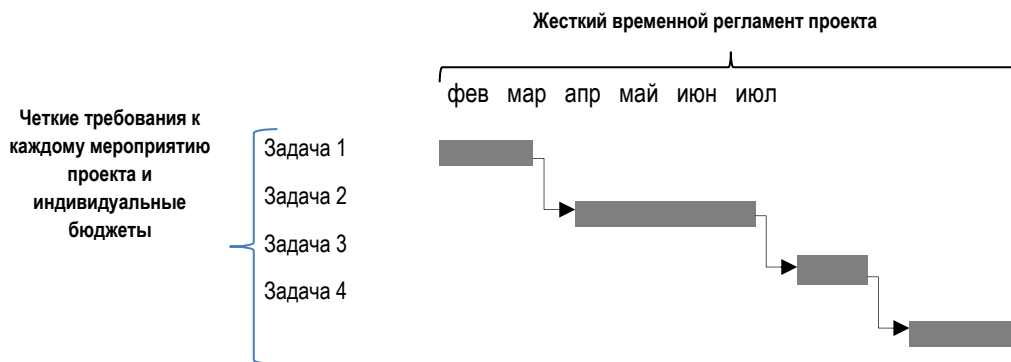 Жесткий временной регламент проекта
фев мар апр май июн июл
Четкие требования к
каждому мероприятию
проекта и
индивидуальные
бюджеты
Задача 1
Задача 2
Задача 3
Задача 4